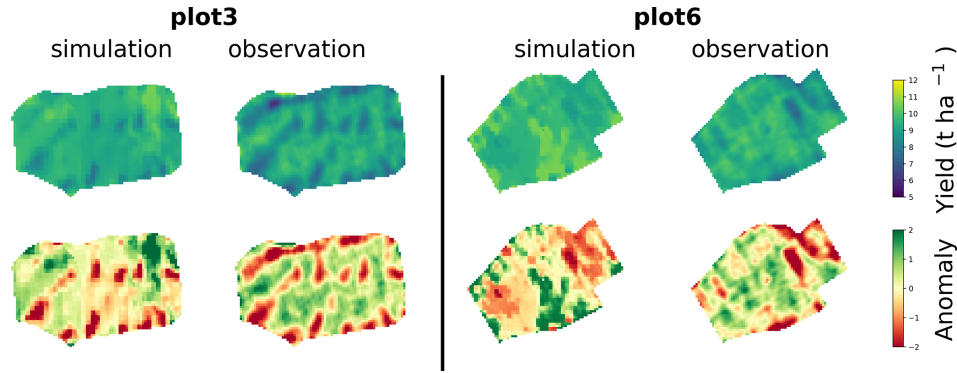 plot3
plot6
simulation
observation
simulation
observation
12
11
10
9
8
7
6
5
Yield (t ha ⁻¹ )
2
1
0
−1
−2
Anomaly